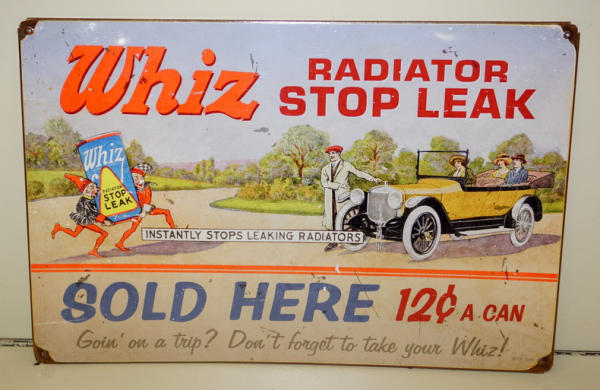 Whiz
RADIATOR
STOP LEAK
Whiz
RADIATOR
STOP
LEAK
INSTANTLY STOPS LEAKING RADIATORS
SOLD HERE 12¢ A CAN
Goin' on a trip? Don't forget to take your Whiz!